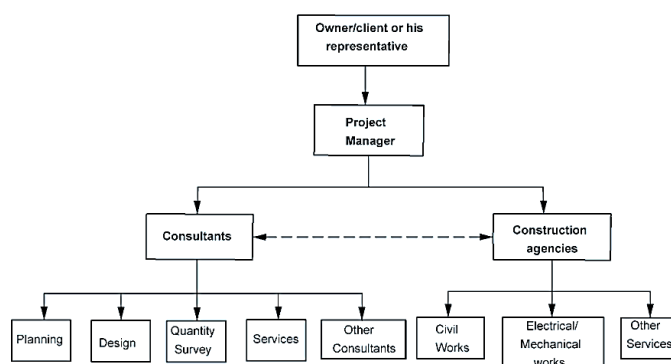 Owner/client or his
representative
Project
Manager
Consultants
Construction
agencies
Planning
Design
Quantity
Survey
Services
Other
Consultants
Civil
Works
Electrical/
Mechanical
works
Other
Services